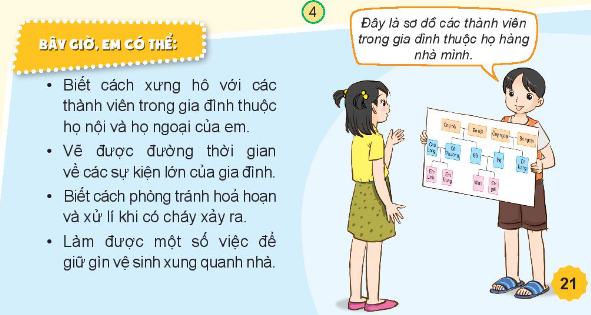 BÂY GIỜ, EM CÓ THỂ:
• Biết cách xưng hô với các
thành viên trong gia đình thuộc
họ nội và họ ngoại của em.
• Vẽ được đường thời gian
về các sự kiện lớn của gia đình.
• Biết cách phòng tránh hoả hoạn
và xử lí khi có cháy xảy ra.
• Làm được một số việc để
giữ gìn vệ sinh xung quanh nhà.
4
Đây là sơ đồ các thành viên
trong gia đình thuộc họ hàng
nhà mình.
21